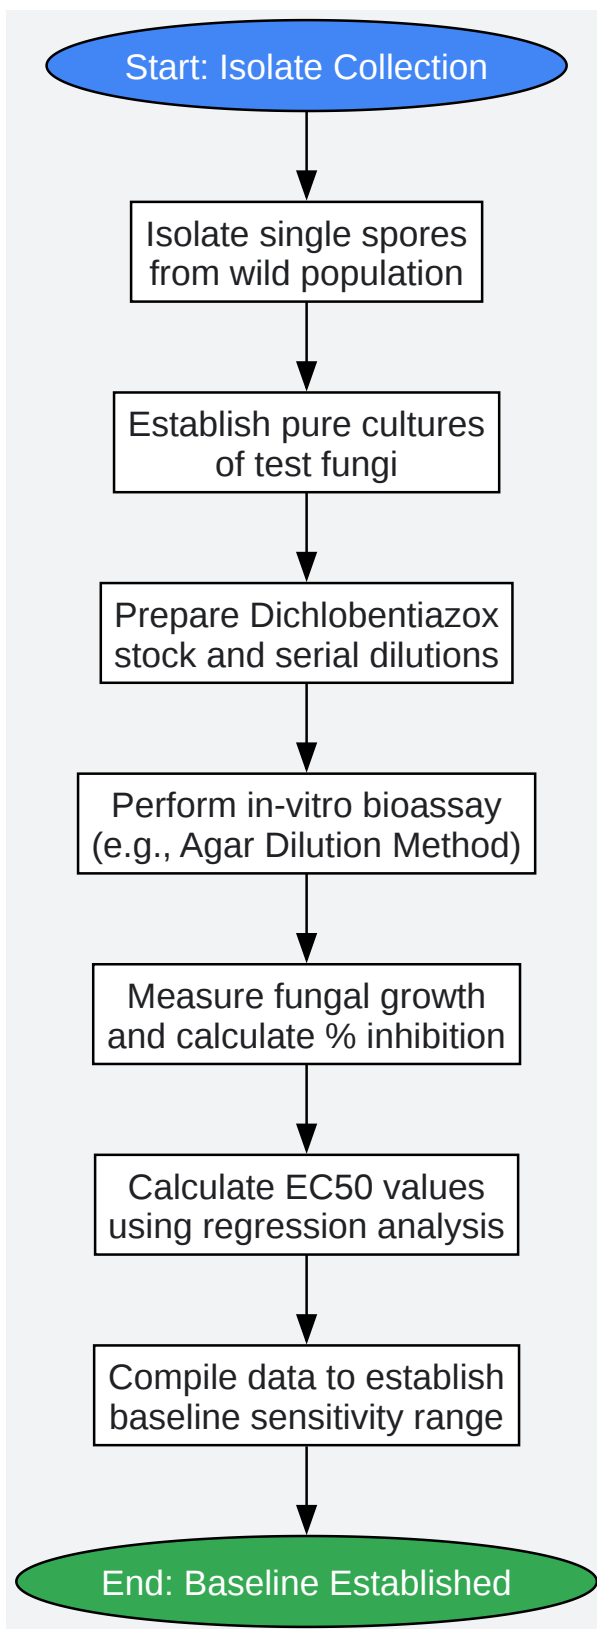 Start: Isolate Collection
Isolate single spores
from wild population
Establish pure cultures
of test fungi
Prepare Dichlobentiazox
stock and serial dilutions
Perform in-vitro bioassay
(e.g., Agar Dilution Method)
Measure fungal growth
and calculate % inhibition
Calculate EC50 values
using regression analysis
Compile data to establish
baseline sensitivity range
End: Baseline Established